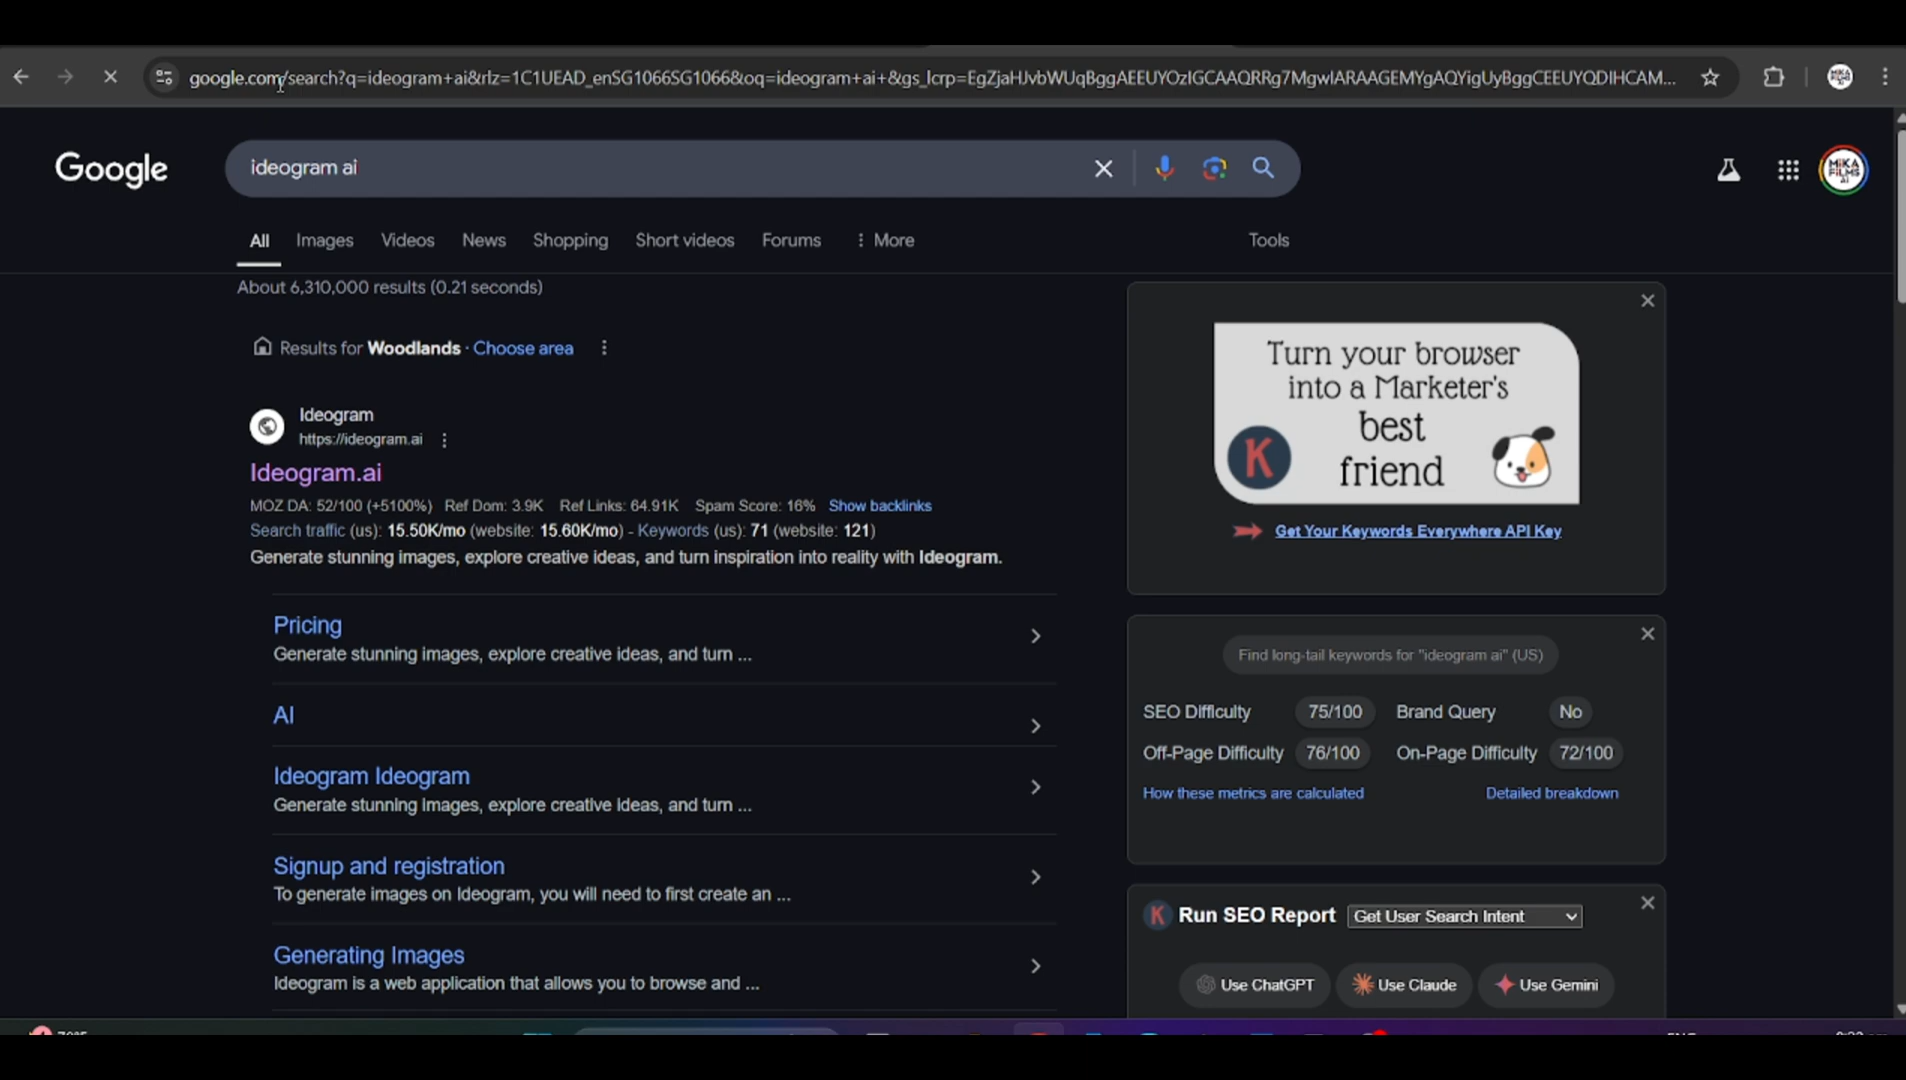 google.com/search?q=ideogram+ai&rlz=1C1UEAD_enSG1066SG1066&oq=ideogram+ai+&gs_lcrp=EgZjaHJvbWUqBggAEEUYOzIGCAAQRRg7MgwIARAAGEMYgAQYigUyBggCEEUYQDIHCAM...
Google
ideogram ai
MiKA
FILMS
AI
All Images Videos News Shopping Short videos Forums More Tools
About 6,310,000 results (0.21 seconds)
Results for Woodlands · Choose area
Ideogram
https://ideogram.ai
Ideogram.ai
MOZ DA: 52/100 (+5100%) Ref Dom: 3.9K Ref Links: 64.91K Spam Score: 16% Show backlinks
Search traffic (us): 15.50K/mo (website: 15.60K/mo) - Keywords (us): 71 (website: 121)
Generate stunning images, explore creative ideas, and turn inspiration into reality with Ideogram.
Pricing
Generate stunning images, explore creative ideas, and turn ...
AI
Ideogram Ideogram
Generate stunning images, explore creative ideas, and turn ...
Signup and registration
To generate images on Ideogram, you will need to first create an ...
Generating Images
Ideogram is a web application that allows you to browse and ...
Turn your browser
into a Marketer's
best
friend
K
Get Your Keywords Everywhere API Key
Find long-tail keywords for "ideogram ai" (US)
SEO Difficulty 75/100 Brand Query No
Off-Page Difficulty 76/100 On-Page Difficulty 72/100
How these metrics are calculated Detailed breakdown
K Run SEO Report Get User Search Intent
Use ChatGPT Use Claude Use Gemini